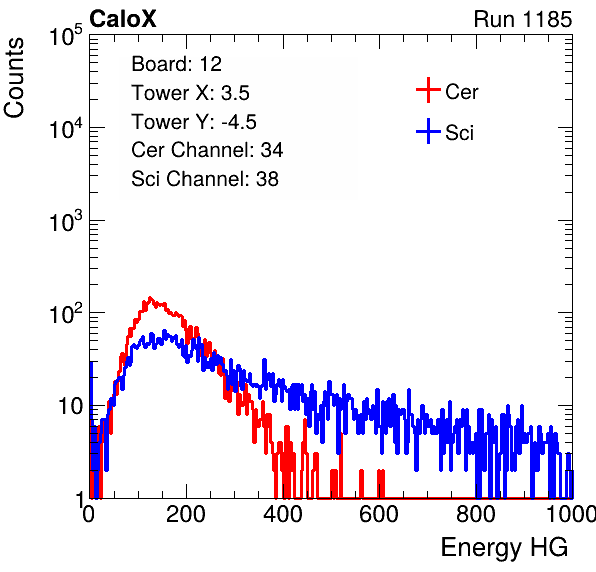 CaloX Run 1185
Counts
10^5
10^4
10^3
10^2
10
1
Board: 12
Tower X: 3.5
Tower Y: -4.5
Cer Channel: 34
Sci Channel: 38
Cer
Sci
0 200 400 600 800 1000
Energy HG